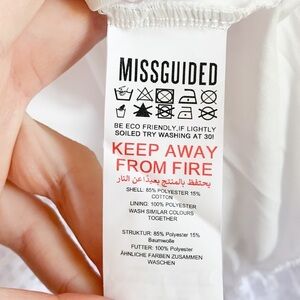 MISSGUIDED
BE ECO FRIENDLY, IF LIGHTLY
SOILED TRY WASHING AT 30!
KEEP AWAY
FROM FIRE
يحتفظ بالمنتج بعيدًا عن النار
SHELL: 85% POLYESTER 15%
COTTON
LINING: 100% POLYESTER
WASH SIMILAR COLOURS
TOGETHER
STRUKTUR: 85% Polyester 15%
Baumwolle
FUTTER: 100% Polyester
ÄHNLICHE FARBEN ZUSAMMEN
WASCHEN